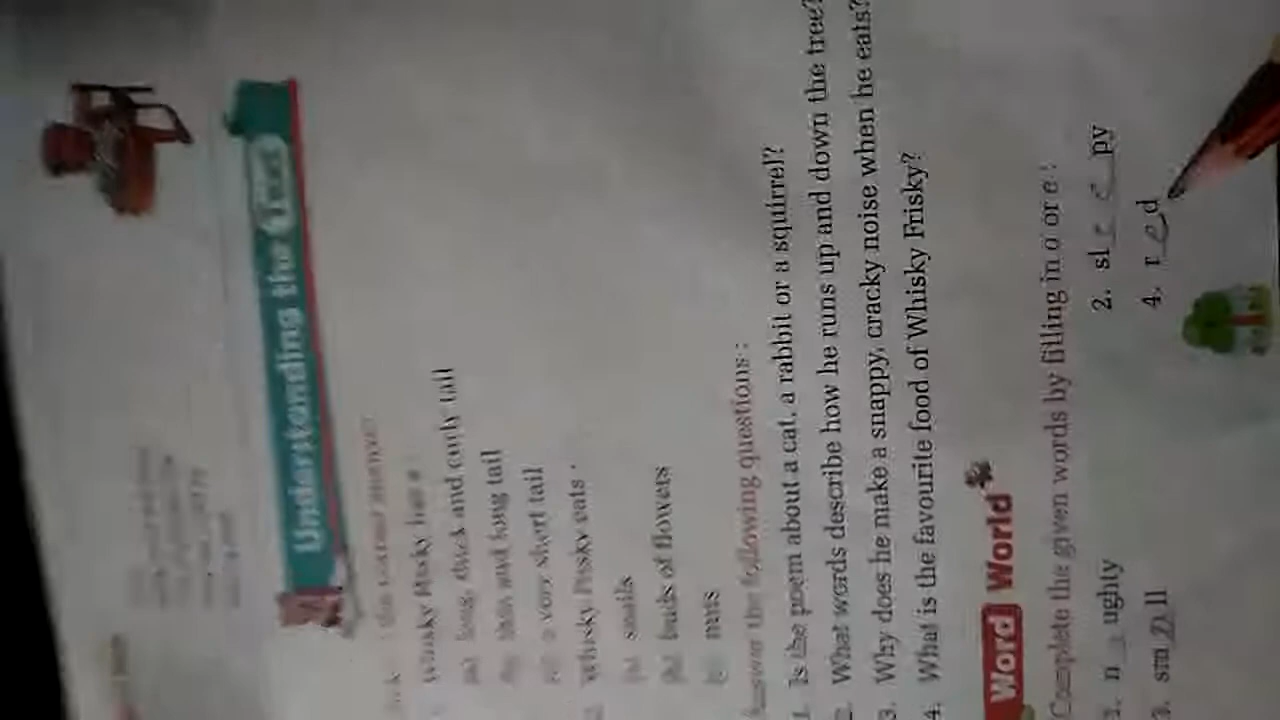 Understanding the Text
the correct answer
Whisky Frisky has a
a) long, thick and curly tail
thin and long tail
a very short tail
Whisky Frisky eats
snails
buds of flowers
nuts
Answer the following questions :
1. Is the poem about a cat, a rabbit or a squirrel?
2. What words describe how he runs up and down the tree?
3. Why does he make a snappy, cracky noise when he eats?
4. What is the favourite food of Whisky Frisky?
Word World
Complete the given words by filling in a or e :
1. n _ ughty 2. sl e e py
3. sm a ll 4. r e d